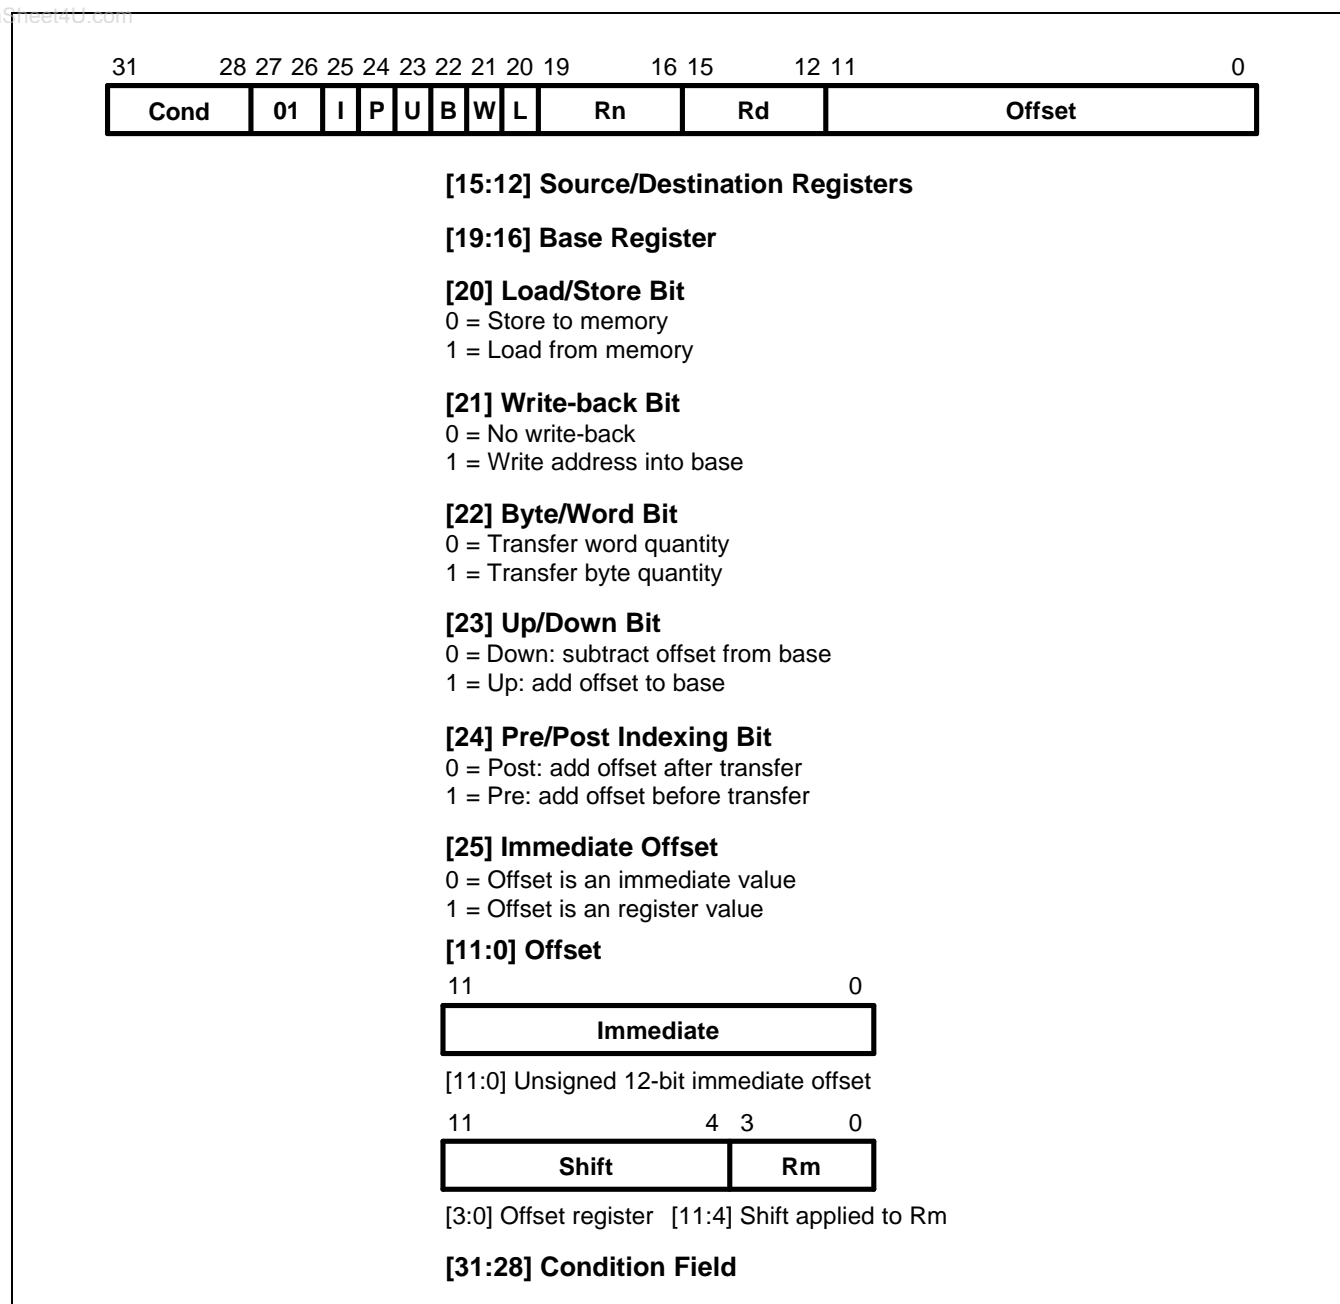 Sheet4U.com
31 28 27 26 25 24 23 22 21 20 19 16 15 12 11 0
Cond 01 I P U B W L Rn Rd Offset
[15:12] Source/Destination Registers
[19:16] Base Register
[20] Load/Store Bit
0 = Store to memory
1 = Load from memory
[21] Write-back Bit
0 = No write-back
1 = Write address into base
[22] Byte/Word Bit
0 = Transfer word quantity
1 = Transfer byte quantity
[23] Up/Down Bit
0 = Down: subtract offset from base
1 = Up: add offset to base
[24] Pre/Post Indexing Bit
0 = Post: add offset after transfer
1 = Pre: add offset before transfer
[25] Immediate Offset
0 = Offset is an immediate value
1 = Offset is an register value
[11:0] Offset
11 0
Immediate
[11:0] Unsigned 12-bit immediate offset
11 4 3 0
Shift Rm
[3:0] Offset register [11:4] Shift applied to Rm
[31:28] Condition Field